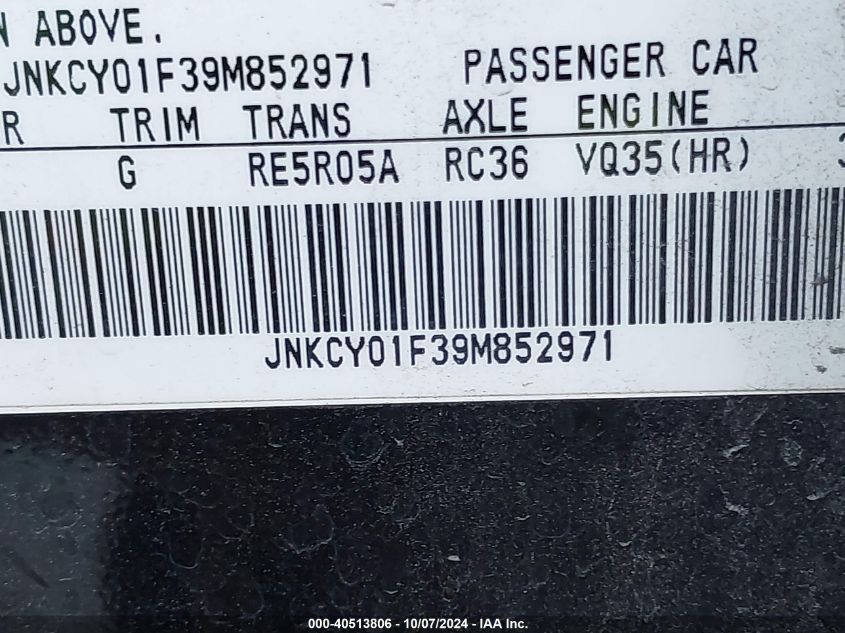 N ABOVE.
JNKCY01F39M852971 PASSENGER CAR
R TRIM TRANS AXLE ENGINE
G RE5R05A RC36 VQ35(HR)
JNKCY01F39M852971
000-40513806 - 10/07/2024 - IAA Inc.